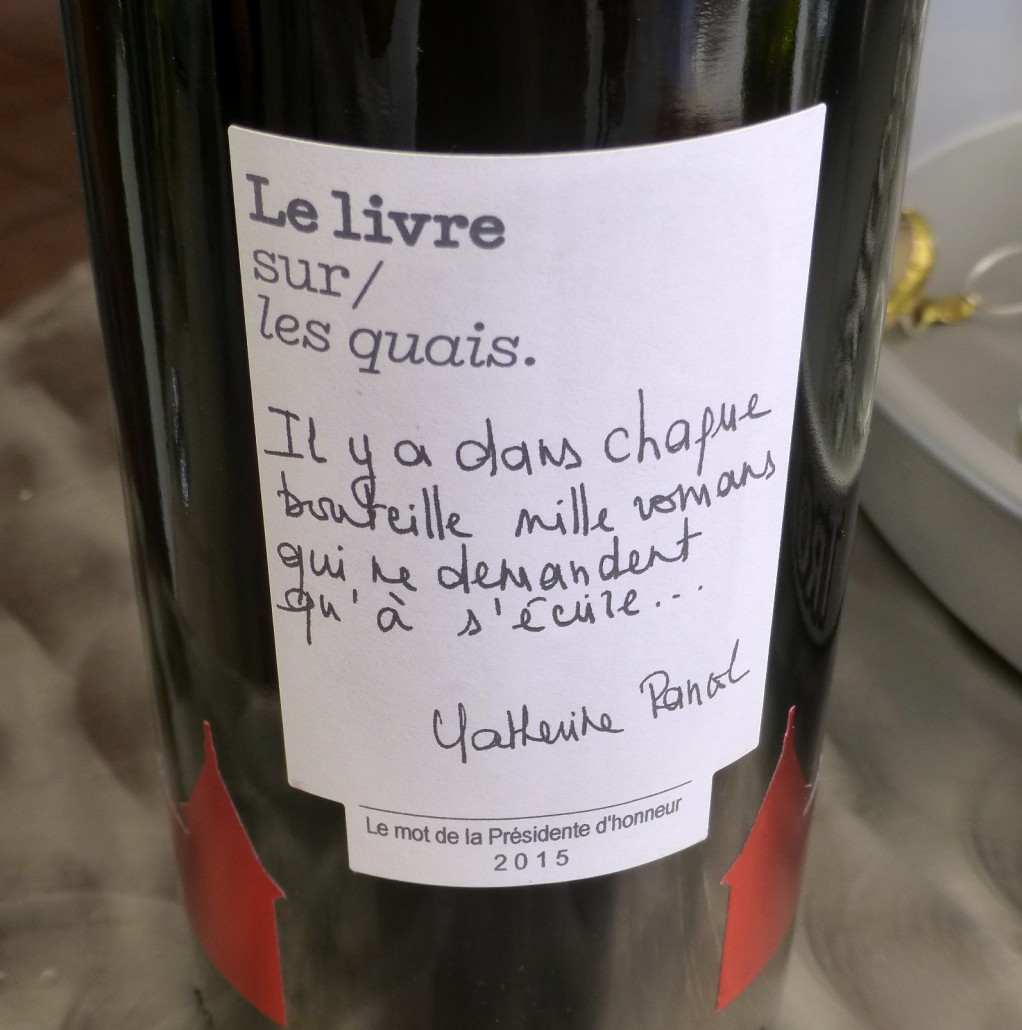 Le livre
sur/
les quais.
Il y a dans chaque
bouteille mille romans
qui ne demandent
qu'à s'écrire...
Katherine Pancol
Le mot de la Présidente d'honneur
2015